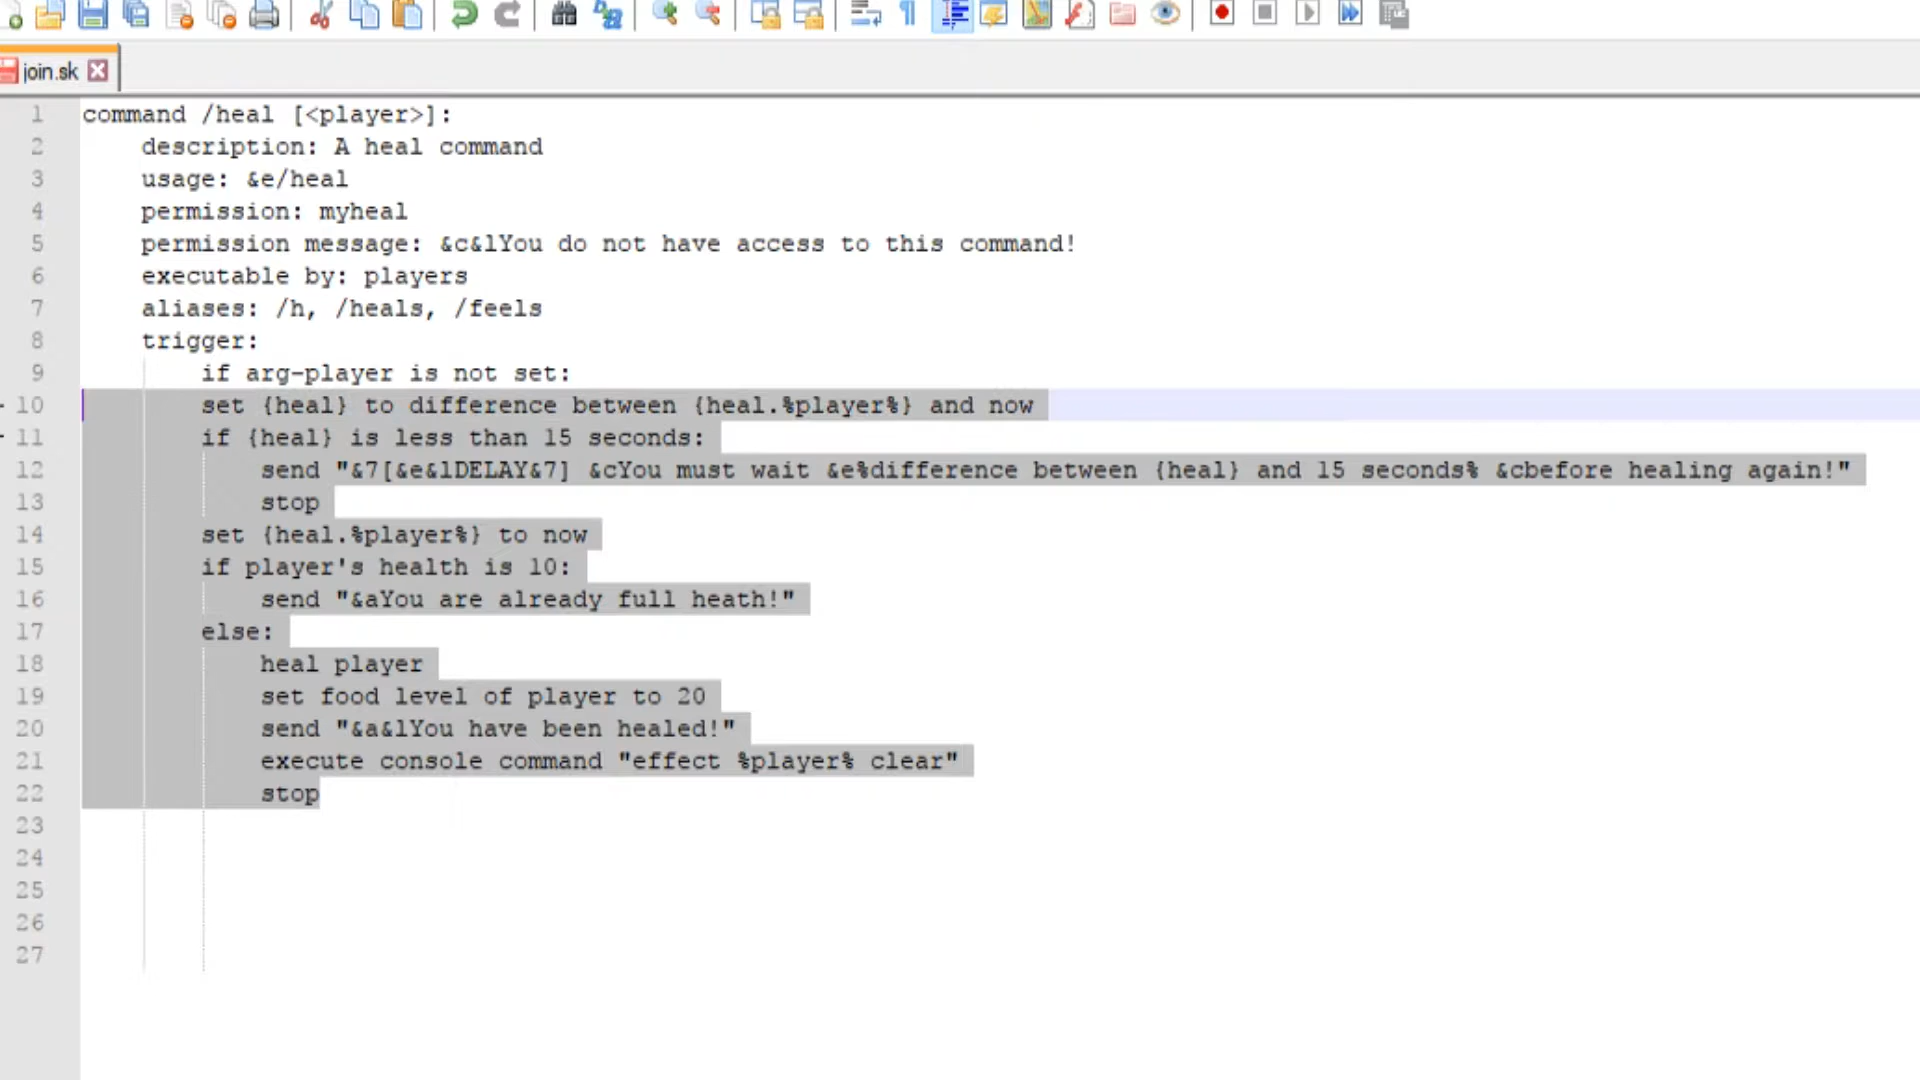 join.sk
1 command /heal [<player>]:
2 description: A heal command
3 usage: &e/heal
4 permission: myheal
5 permission message: &c&lYou do not have access to this command!
6 executable by: players
7 aliases: /h, /heals, /feels
8 trigger:
9 if arg-player is not set:
10 set {heal} to difference between {heal.%player%} and now
11 if {heal} is less than 15 seconds:
12 send "&7[&e&lDELAY&7] &cYou must wait &e%difference between {heal} and 15 seconds% &cbefore healing again!"
13 stop
14 set {heal.%player%} to now
15 if player's health is 10:
16 send "&aYou are already full heath!"
17 else:
18 heal player
19 set food level of player to 20
20 send "&a&lYou have been healed!"
21 execute console command "effect %player% clear"
22 stop
23
24
25
26
27